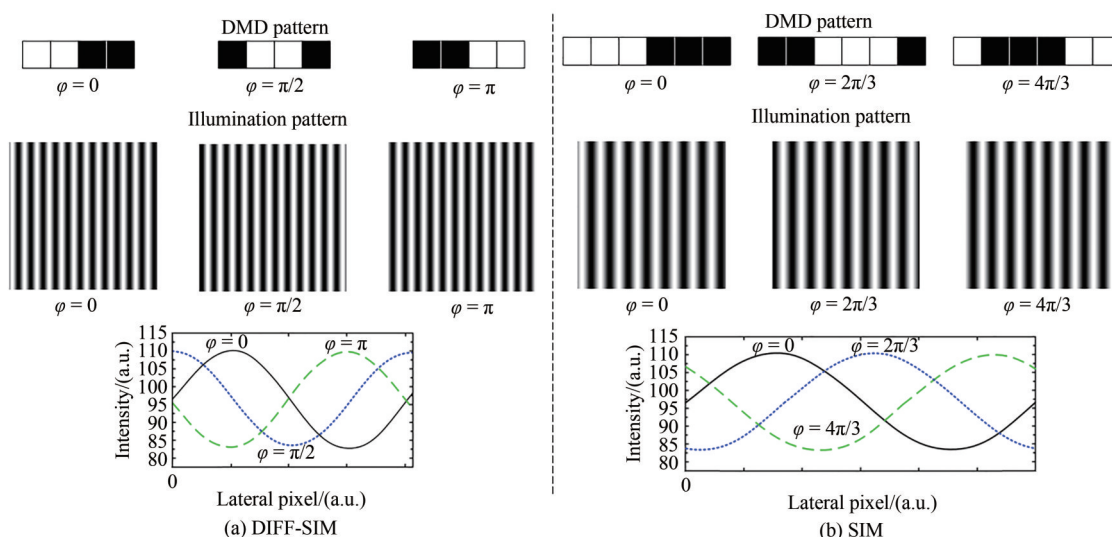 DMD pattern
φ = 0
φ = π/2
φ = π
Illumination pattern
φ = 0
φ = π/2
φ = π
115
110
105
100
95
90
85
80
Intensity/(a.u.)
φ = 0
φ = π
φ = π/2
0
Lateral pixel/(a.u.)
(a) DIFF-SIM
DMD pattern
φ = 0
φ = 2π/3
φ = 4π/3
Illumination pattern
φ = 0
φ = 2π/3
φ = 4π/3
115
110
105
100
95
90
85
80
Intensity/(a.u.)
φ = 0
φ = 2π/3
φ = 4π/3
0
Lateral pixel/(a.u.)
(b) SIM